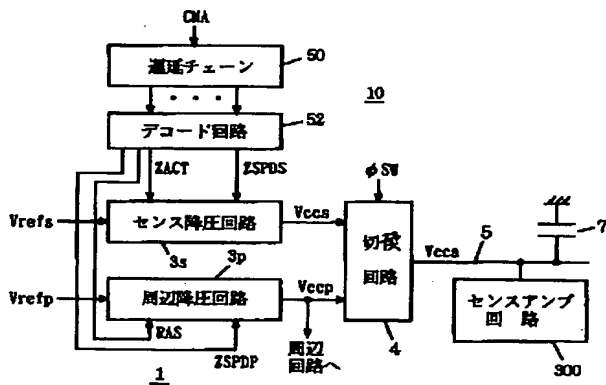 CMA
遅延チェーン
50
10
デコード回路
52
ZACT
ZSPDS
φSW
Vrefs
センス降圧回路
Vccs
3s
3p
切換
回路
Vcca
5
7
Vrefp
周辺降圧回路
Vccp
4
センスアンプ
回路
300
RAS
ZSPDP
周辺
回路へ
1